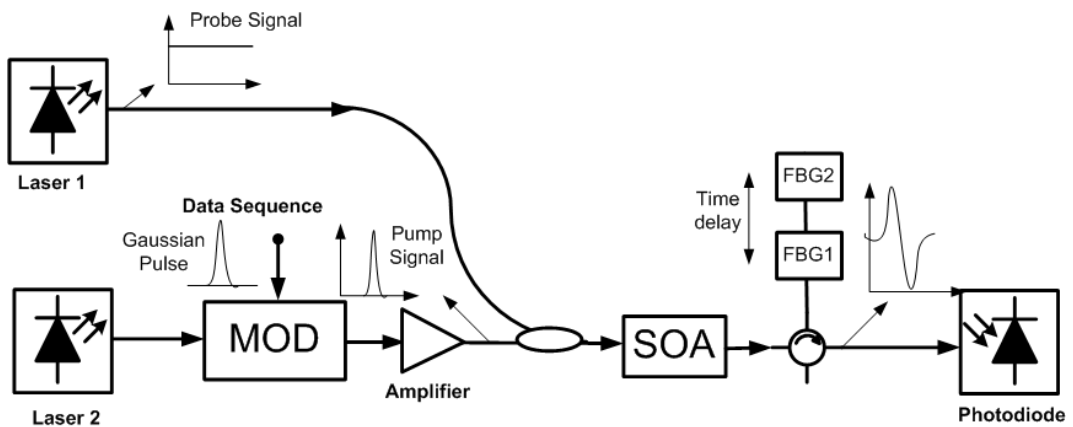 Probe Signal
Laser 1
Data Sequence
Gaussian
Pulse
Pump
Signal
MOD
Amplifier
Laser 2
SOA
Time
delay
FBG2
FBG1
Photodiode